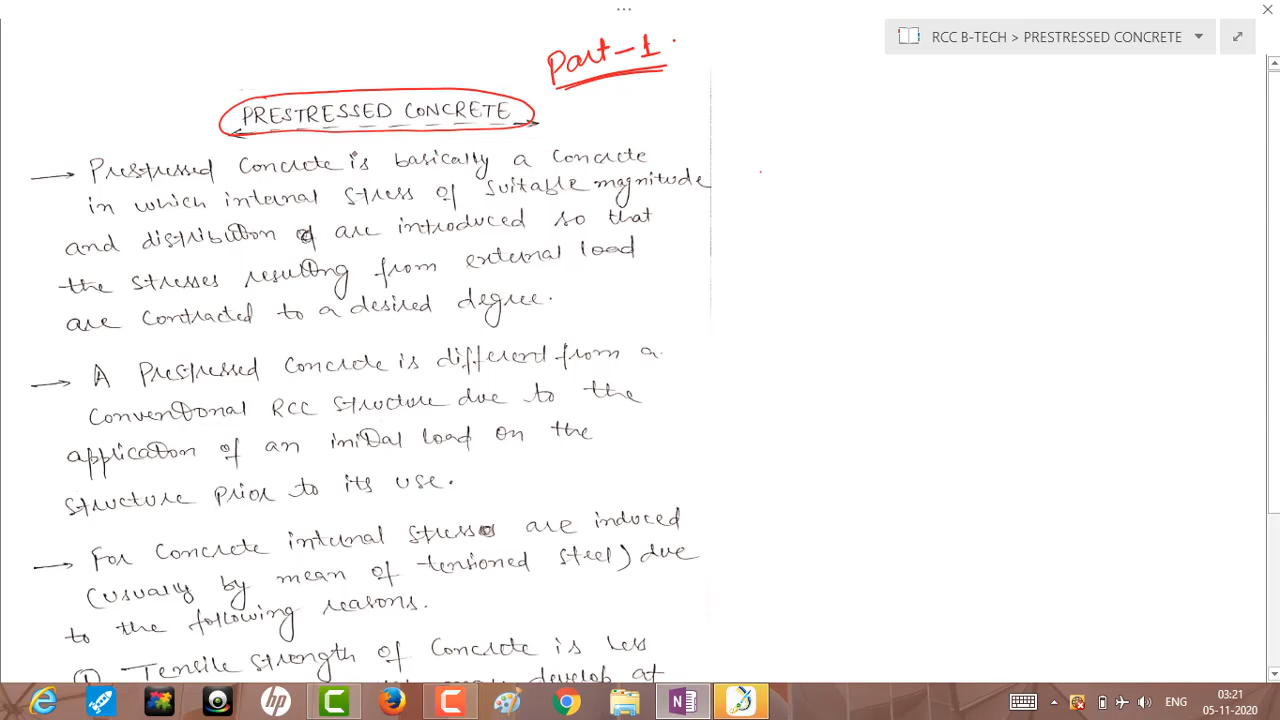 RCC B-TECH > PRESTRESSED CONCRETE
Part-1
PRESTRESSED CONCRETE
Prestressed Concrete is basically a Concrete
in which internal stress of suitable magnitude
and distribution are introduced so that
the stresses resulting from external load
are contracted to a desired degree.
A Prestressed Concrete is different from a
Conventional RCC structure due to the
application of an initial load on the
structure prior to its use.
For Concrete internal stress are induced
(usually by mean of tensioned steel) due
to the following reasons.
① Tensile strength of Concrete is less
develop at
ENG
03:21
05-11-2020